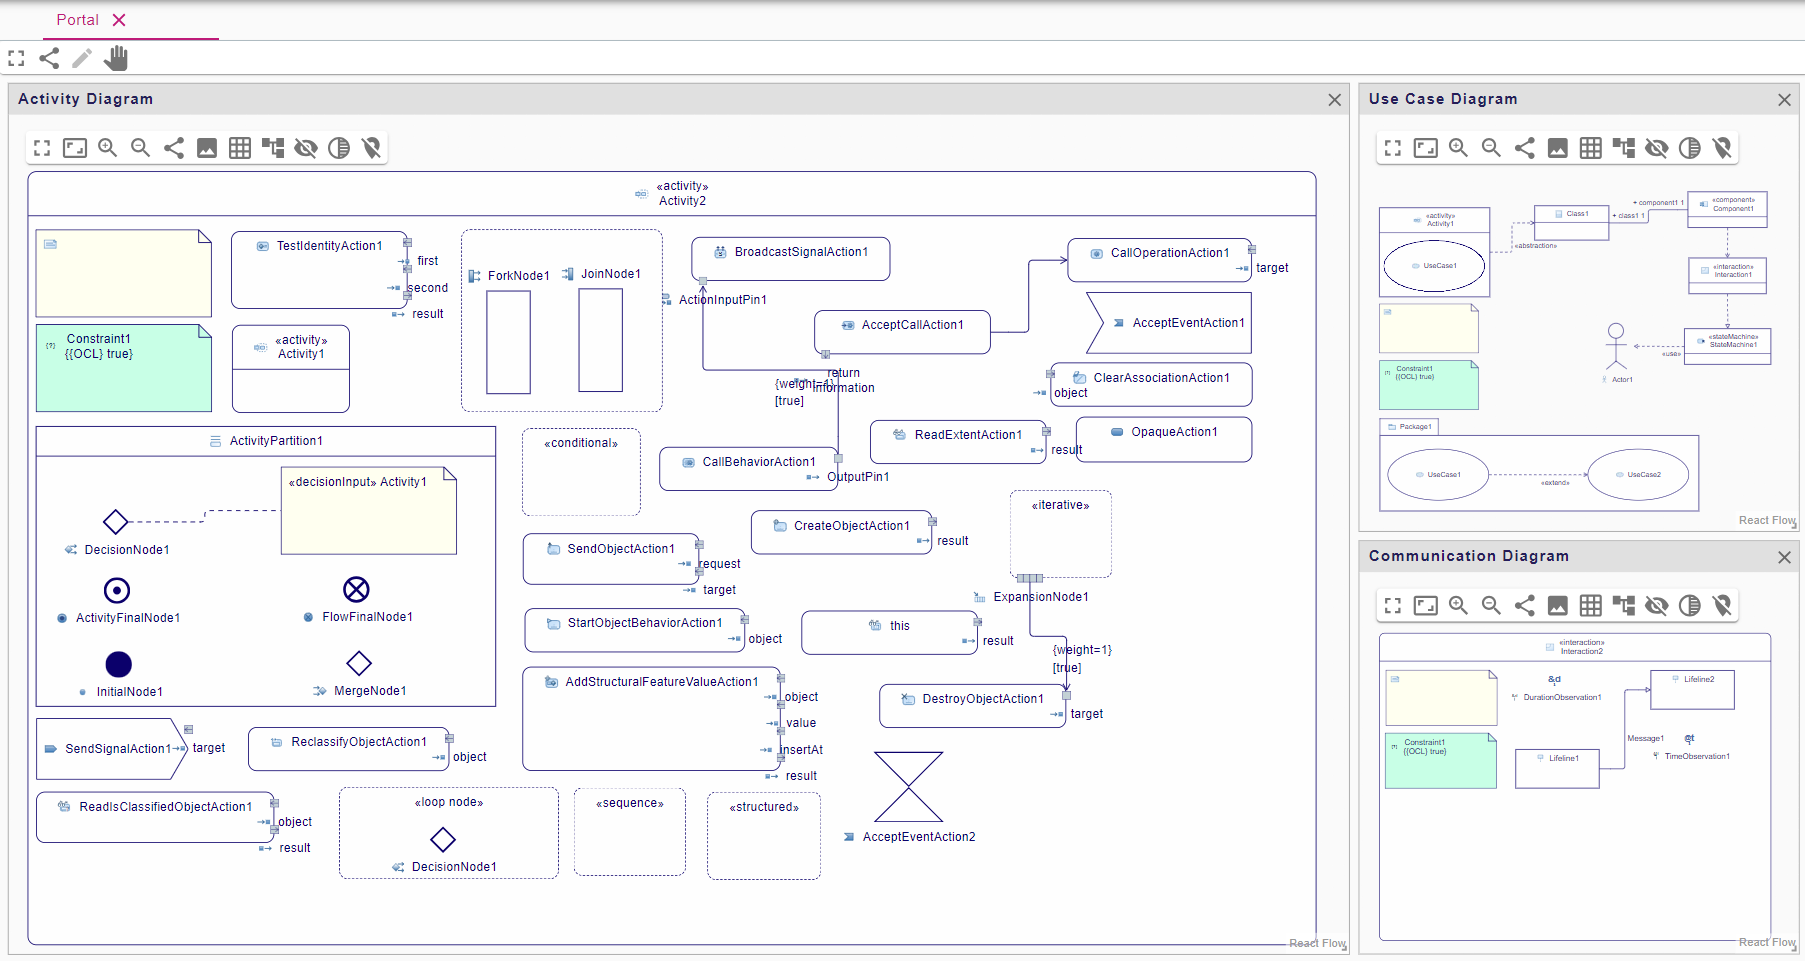 Portal
Activity Diagram
«activity»
Activity2
TestIdentityAction1
first
second
result
Constraint1
{{OCL} true}
«activity»
Activity1
ForkNode1
JoinNode1
ActionInputPin1
BroadcastSignalAction1
CallOperationAction1
target
AcceptCallAction1
return
information
AcceptEventAction1
{weight=1}
[true]
ClearAssociationAction1
object
ReadExtentAction1
result
OpaqueAction1
ActivityPartition1
«decisionInput» Activity1
DecisionNode1
ActivityFinalNode1
FlowFinalNode1
InitialNode1
MergeNode1
«conditional»
CallBehaviorAction1
OutputPin1
«iterative»
CreateObjectAction1
result
SendObjectAction1
request
target
ExpansionNode1
StartObjectBehaviorAction1
object
this
result
{weight=1}
[true]
AddStructuralFeatureValueAction1
object
value
insertAt
result
DestroyObjectAction1
target
SendSignalAction1
target
ReclassifyObjectAction1
object
ReadIsClassifiedObjectAction1
object
result
«loop node»
DecisionNode1
«sequence»
«structured»
AcceptEventAction2
React Flow
Use Case Diagram
«activity»
Activity1
UseCase1
«abstraction»
Class1
+ class1 1
+ component1 1
«component»
Component1
«interaction»
Interaction1
«stateMachine»
StateMachine1
«use»
Actor1
Constraint1
{{OCL} true}
Package1
UseCase1
«extend»
UseCase2
React Flow
Communication Diagram
«interaction»
Interaction2
&d
DurationObservation1
Lifeline2
Constraint1
{{OCL} true}
Message1
@t
TimeObservation1
Lifeline1
React Flow